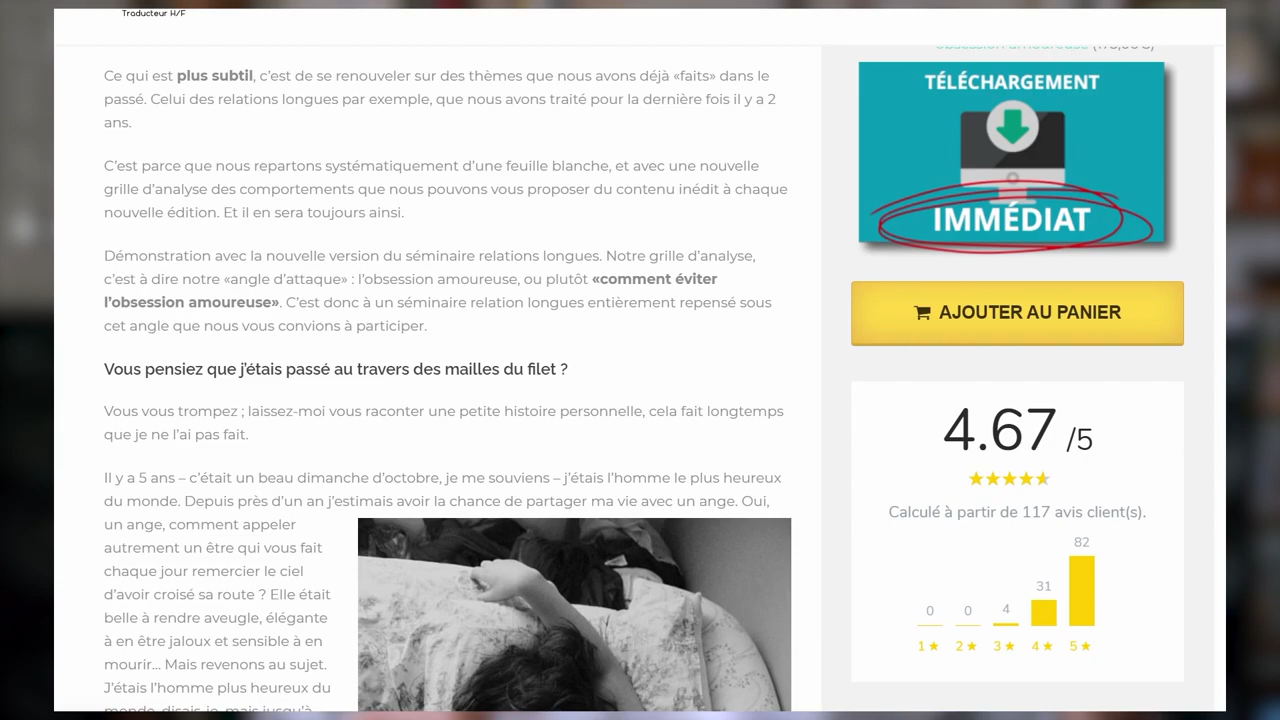 Traducteur H/F
Ce qui est plus subtil, c’est de se renouveler sur des thèmes que nous avons déjà «faits» dans le
passé. Celui des relations longues par exemple, que nous avons traité pour la dernière fois il y a 2
ans.
C’est parce que nous repartons systématiquement d’une feuille blanche, et avec une nouvelle
grille d’analyse des comportements que nous pouvons vous proposer du contenu inédit à chaque
nouvelle édition. Et il en sera toujours ainsi.
Démonstration avec la nouvelle version du séminaire relations longues. Notre grille d’analyse,
c’est à dire notre «angle d’attaque» : l’obsession amoureuse, ou plutôt «comment éviter
l’obsession amoureuse». C’est donc à un séminaire relation longues entièrement repensé sous
cet angle que nous vous convions à participer.
Vous pensiez que j’étais passé au travers des mailles du filet ?
Vous vous trompez ; laissez-moi vous raconter une petite histoire personnelle, cela fait longtemps
que je ne l’ai pas fait.
Il y a 5 ans – c’était un beau dimanche d’octobre, je me souviens – j’étais l’homme le plus heureux
du monde. Depuis près d’un an j’estimais avoir la chance de partager ma vie avec un ange. Oui,
un ange, comment appeler
autrement un être qui vous fait
chaque jour remercier le ciel
d’avoir croisé sa route ? Elle était
belle à rendre aveugle, élégante
à en être jaloux et sensible à en
mourir… Mais revenons au sujet.
J’étais l’homme plus heureux du
monde, disais-je, mais jusqu’à
TÉLÉCHARGEMENT
IMMÉDIAT
AJOUTER AU PANIER
4.67 /5
Calculé à partir de 117 avis client(s).
82
31
4
0
0
1 ★ 2 ★ 3 ★ 4 ★ 5 ★